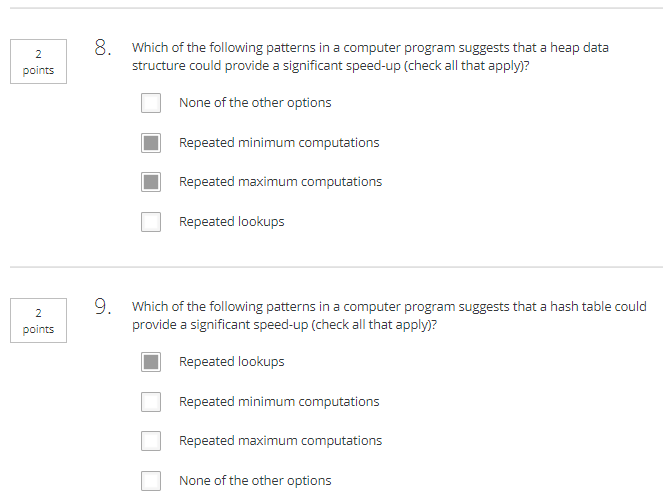 2
points
8.
Which of the following patterns in a computer program suggests that a heap data
structure could provide a significant speed-up (check all that apply)?
None of the other options
Repeated minimum computations
Repeated maximum computations
Repeated lookups
2
points
9.
Which of the following patterns in a computer program suggests that a hash table could
provide a significant speed-up (check all that apply)?
Repeated lookups
Repeated minimum computations
Repeated maximum computations
None of the other options